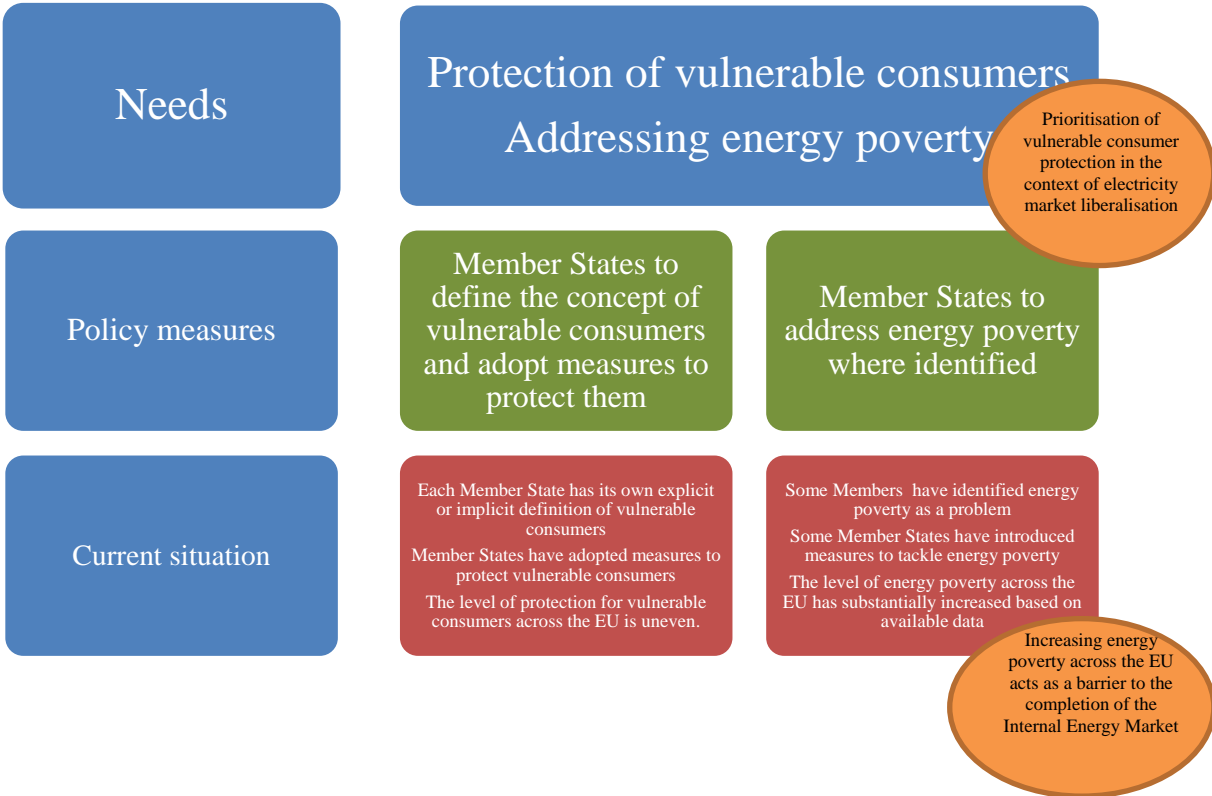 Needs
Protection of vulnerable consumers
Addressing energy poverty
Prioritisation of
vulnerable consumer
protection in the
context of electricity
market liberalisation
Policy measures
Member States to
define the concept of
vulnerable consumers
and adopt measures to
protect them
Member States to
address energy poverty
where identified
Current situation
Each Member State has its own explicit
or implicit definition of vulnerable
consumers
Member States have adopted measures to
protect vulnerable consumers
The level of protection for vulnerable
consumers across the EU is uneven.
Some Members have identified energy
poverty as a problem
Some Member States have introduced
measures to tackle energy poverty
The level of energy poverty across the
EU has substantially increased based on
available data
Increasing energy
poverty across the EU
acts as a barrier to the
completion of the
Internal Energy Market